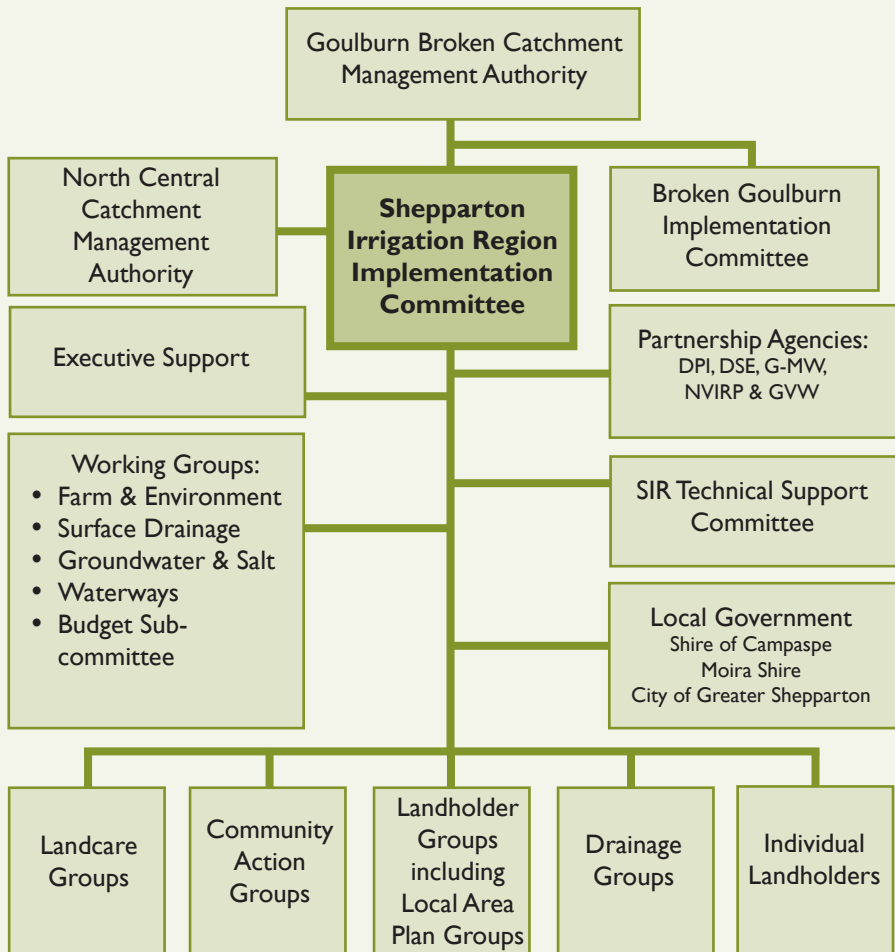 Goulburn Broken Catchment
Management Authority
North Central
Catchment
Management
Authority
Shepparton
Irrigation Region
Implementation
Committee
Broken Goulburn
Implementation
Committee
Executive Support
Partnership Agencies:
DPI, DSE, G-MW,
NVIRP & GVW
Working Groups:
• Farm & Environment
• Surface Drainage
• Groundwater & Salt
• Waterways
• Budget Sub-
committee
SIR Technical Support
Committee
Local Government
Shire of Campaspe
Moira Shire
City of Greater Shepparton
Landcare
Groups
Community
Action
Groups
Landholder
Groups
including
Local Area
Plan Groups
Drainage
Groups
Individual
Landholders